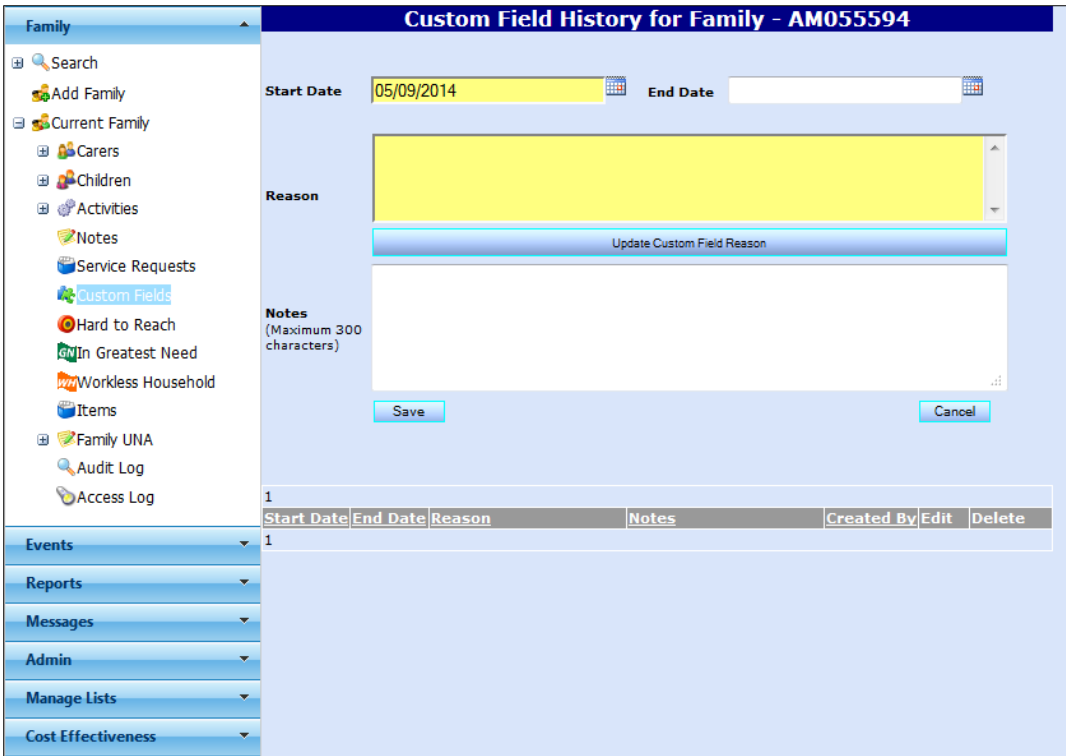 Family
Search
Add Family
Current Family
Carers
Children
Activities
Notes
Service Requests
Custom Fields
Hard to Reach
GN In Greatest Need
WH Workless Household
Items
Family UNA
Audit Log
Access Log
Events
Reports
Messages
Admin
Manage Lists
Cost Effectiveness
Custom Field History for Family - AM055594
Start Date 05/09/2014 End Date
Reason
Update Custom Field Reason
Notes
(Maximum 300
characters)
Save Cancel
1
Start Date End Date Reason Notes Created By Edit Delete
1